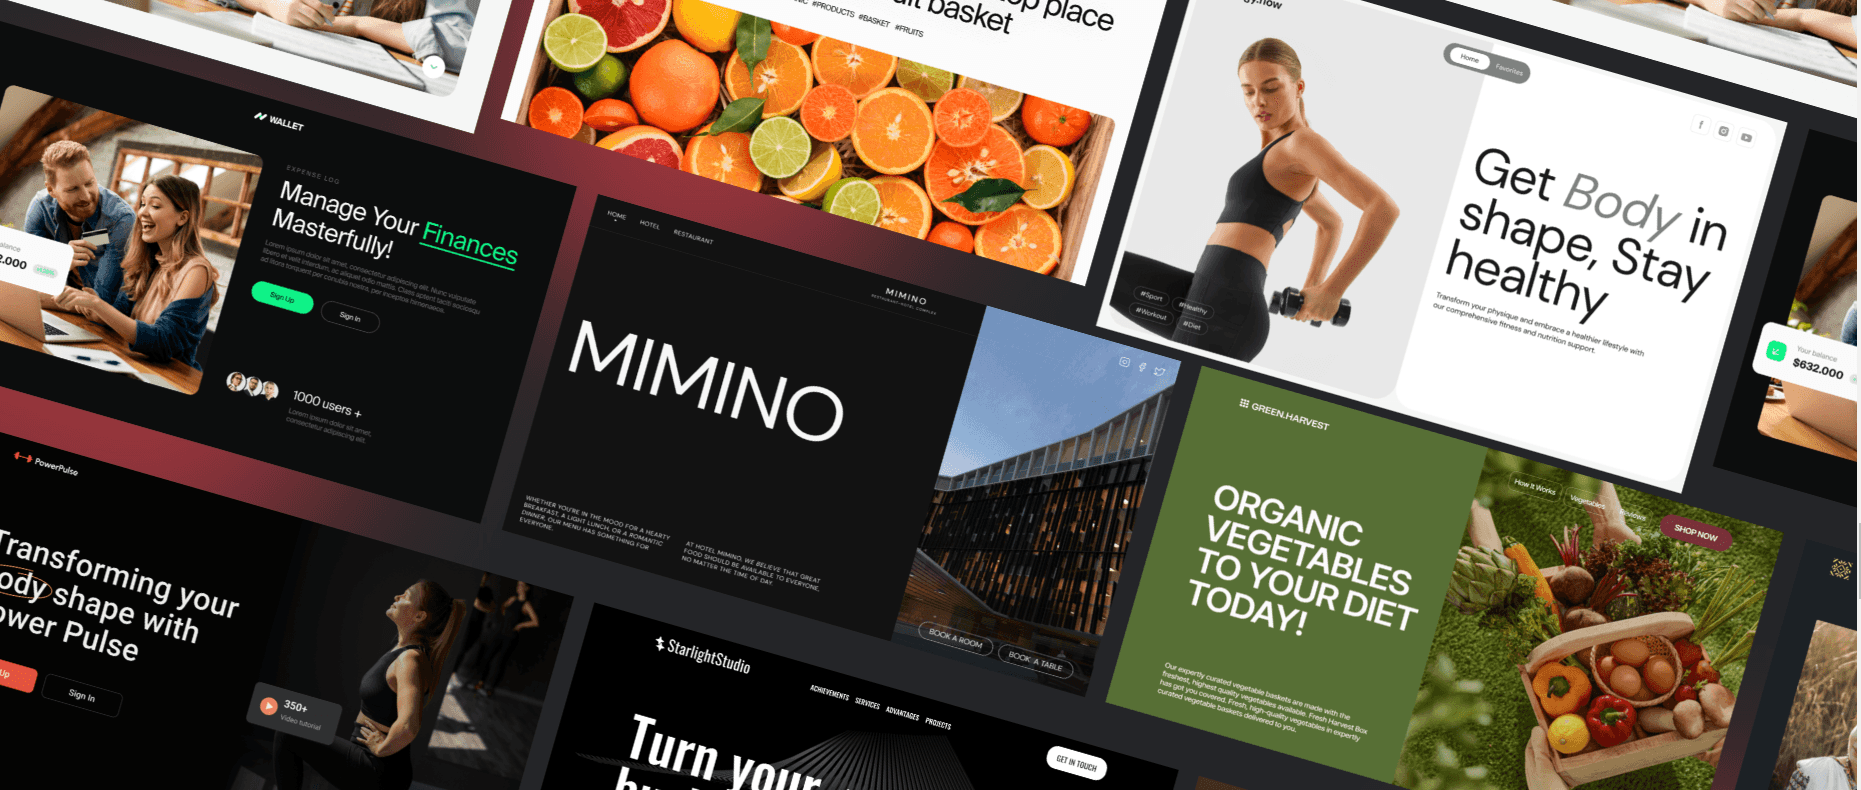 op place
uit basket
#PRODUCTS #BASKET #FRUITS
y.now
Home
Favorites
Get Body in
shape, Stay
healthy
Transform your physique and embrace a healthier lifestyle with
our comprehensive fitness and nutrition support.
#Sport
#Healthy
#Workout
#Diet
WALLET
EXPENSE LOG
Manage Your Finances
Masterfully!
Lorem ipsum dolor sit amet, consectetur adipiscing elit. Nunc vulputate
libero et velit interdum, ac aliquet odio mattis. Class aptent taciti sociosqu
ad litora torquent per conubia nostra, per inceptos himenaeos.
Sign Up
Sign In
1000 users +
Lorem ipsum dolor sit amet,
consectetur adipiscing elit.
alance
2.000
HOME
HOTEL
RESTAURANT
MIMINO
RESTAURANT-HOTEL COMPLEX
MIMINO
WHETHER YOU'RE IN THE MOOD FOR A HEARTY
BREAKFAST, A LIGHT LUNCH, OR A ROMANTIC
DINNER, OUR MENU HAS SOMETHING FOR
EVERYONE.
AT HOTEL MIMINO, WE BELIEVE THAT GREAT
FOOD SHOULD BE AVAILABLE TO EVERYONE,
NO MATTER THE TIME OF DAY.
BOOK A ROOM
BOOK A TABLE
Your balance
$632.000
GREEN.HARVEST
How It Works
Vegetables
Reviews
SHOP NOW
ORGANIC
VEGETABLES
TO YOUR DIET
TODAY!
Our expertly curated vegetable baskets are made with the
freshest, highest quality vegetables available. Fresh Harvest Box
has got you covered. Fresh, high-quality vegetables in expertly
curated vegetable baskets delivered to you.
PowerPulse
Transforming your
ody shape with
ower Pulse
Up
Sign In
350+
Video tutorial
StarlightStudio
ACHIEVEMENTS
SERVICES
ADVANTAGES
PROJECTS
GET IN TOUCH
Turn your